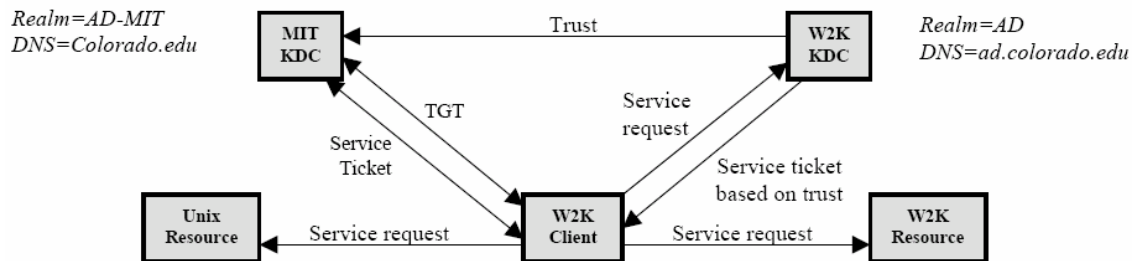 Realm=AD-MIT
DNS=Colorado.edu
MIT
KDC
Trust
W2K
KDC
Realm=AD
DNS=ad.colorado.edu
TGT
Service
request
Service
Ticket
Service ticket
based on trust
Unix
Resource
Service request
W2K
Client
Service request
W2K
Resource